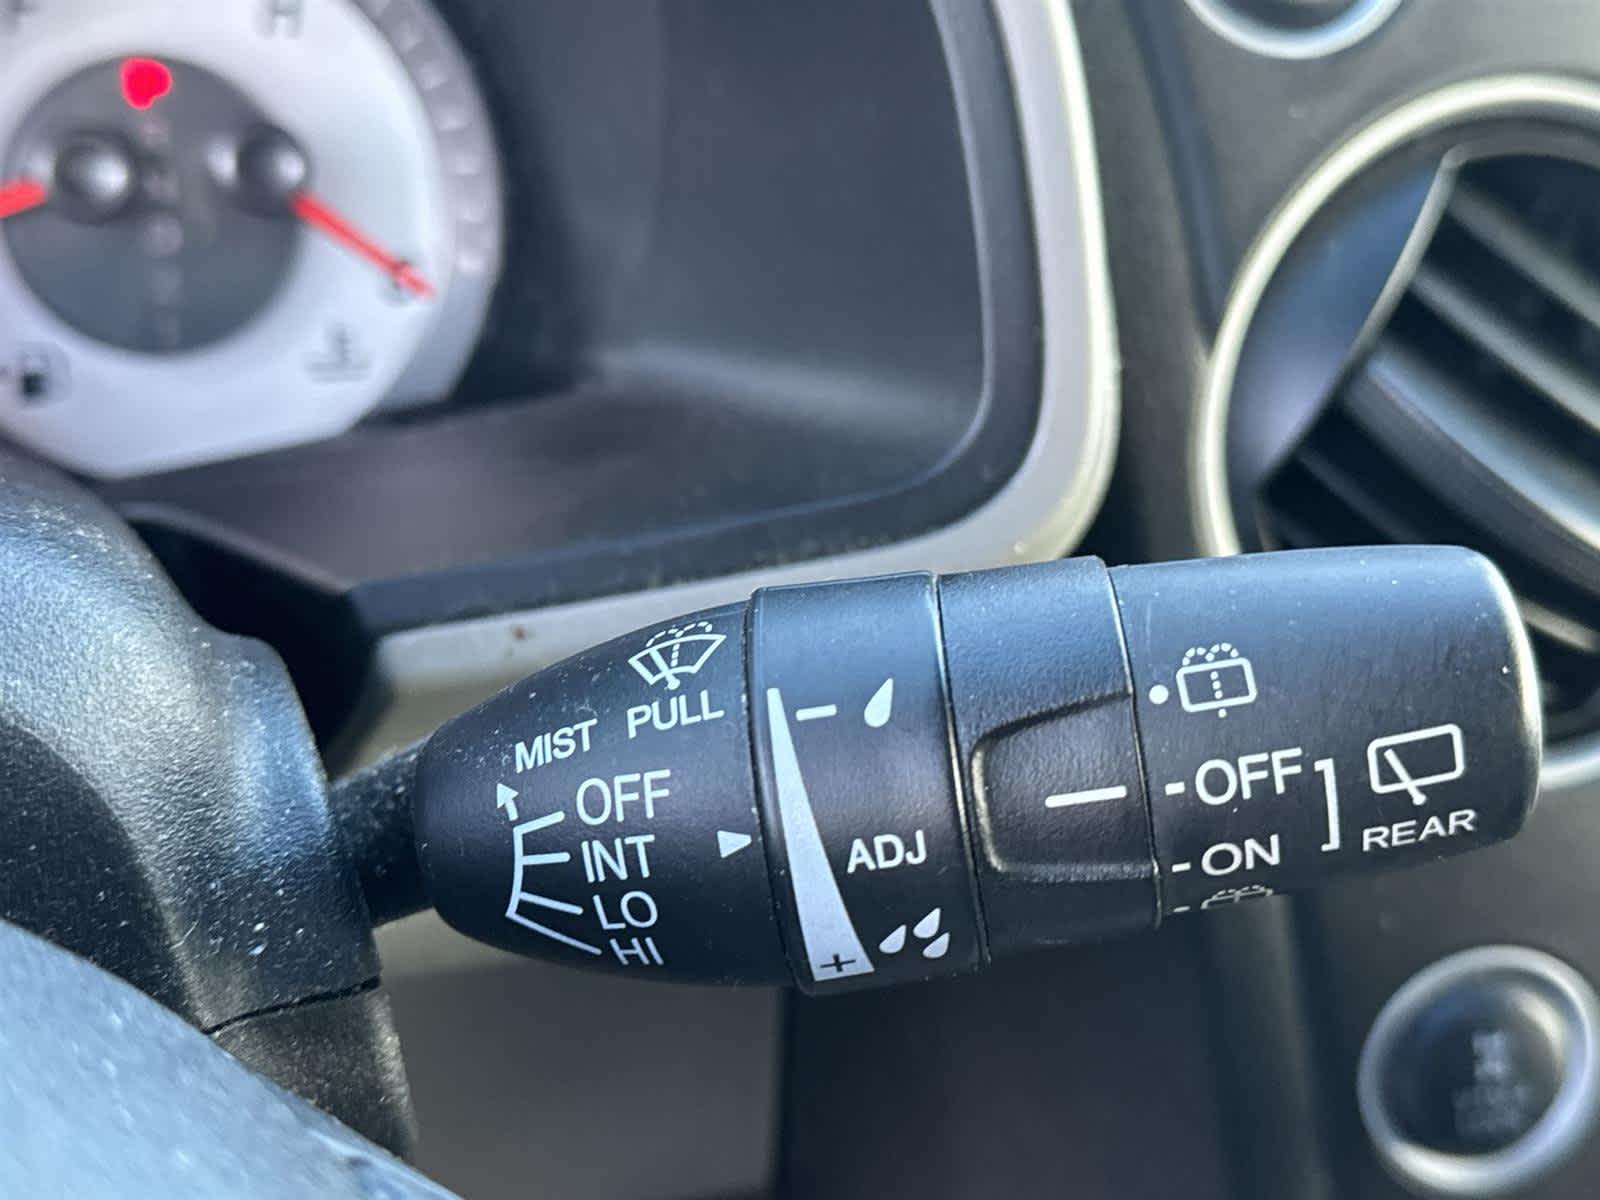 H
C
MIST PULL
OFF
INT
LO
HI
−
ADJ
+
-OFF
-ON
REAR